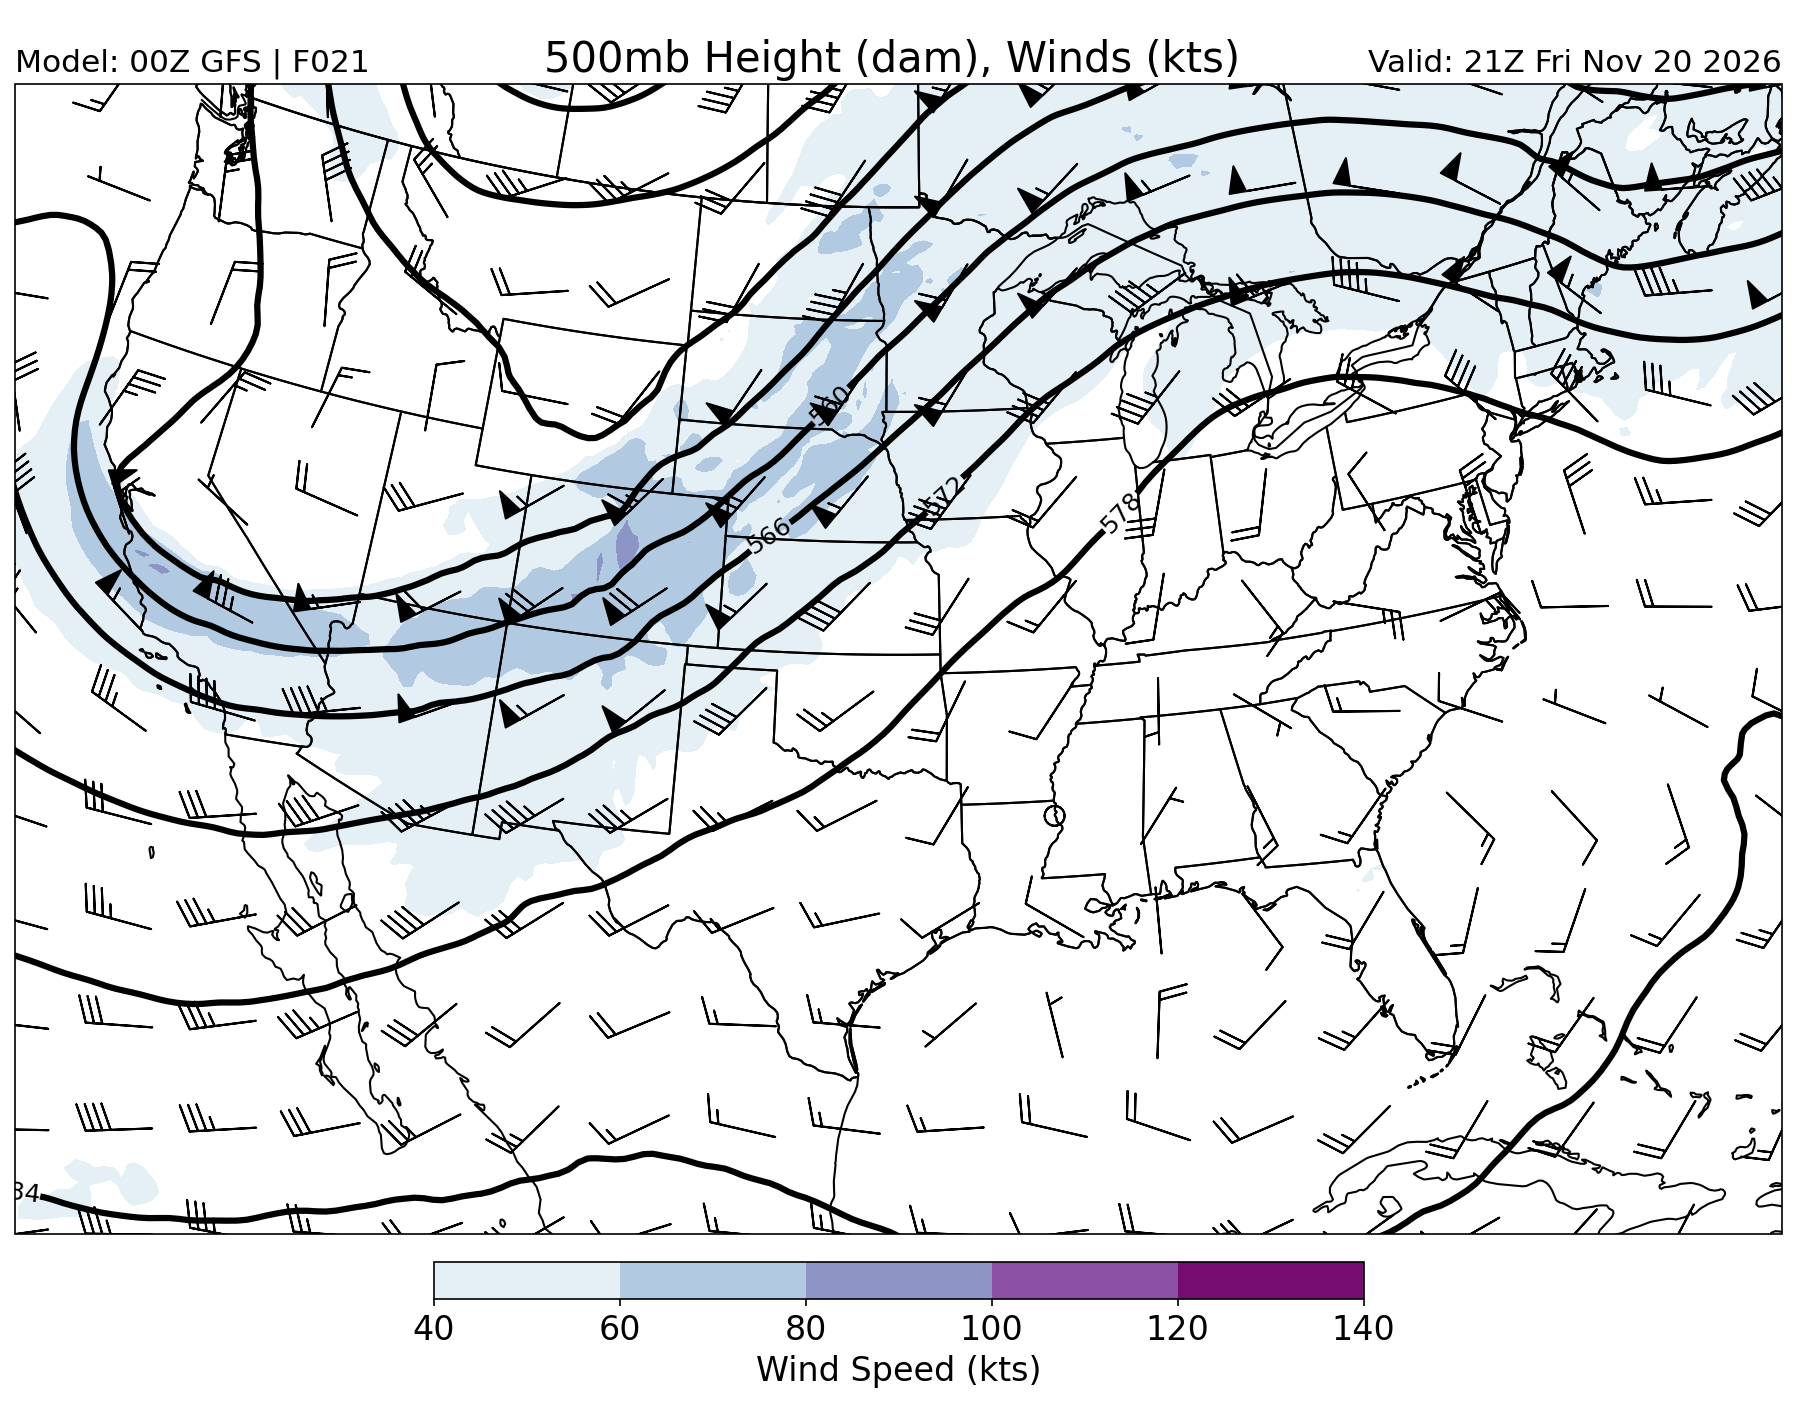 500mb Height (dam), Winds (kts)
Model: 00Z GFS | F021
Valid: 21Z Fri Nov 20 2026
560
572
578
566
40 60 80 100 120 140
Wind Speed (kts)